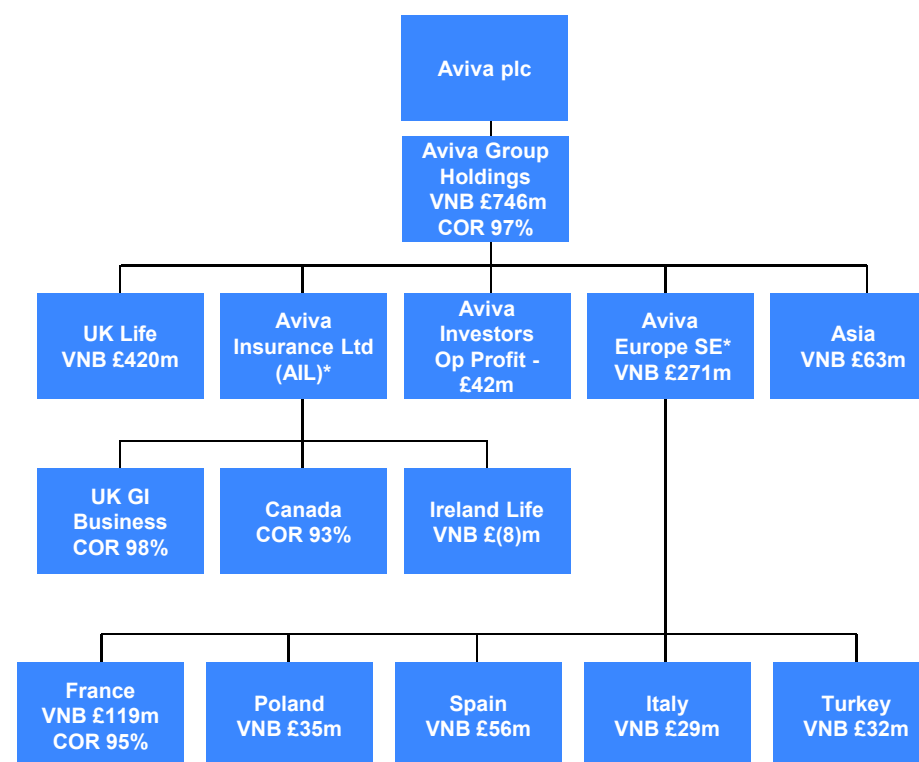 Aviva plc
Aviva Group
Holdings
VNB £746m
COR 97%
UK Life
VNB £420m
Aviva
Insurance Ltd
(AIL)*
Aviva
Investors
Op Profit -
£42m
Aviva
Europe SE*
VNB £271m
Asia
VNB £63m
UK GI
Business
COR 98%
Canada
COR 93%
Ireland Life
VNB £(8)m
France
VNB £119m
COR 95%
Poland
VNB £35m
Spain
VNB £56m
Italy
VNB £29m
Turkey
VNB £32m